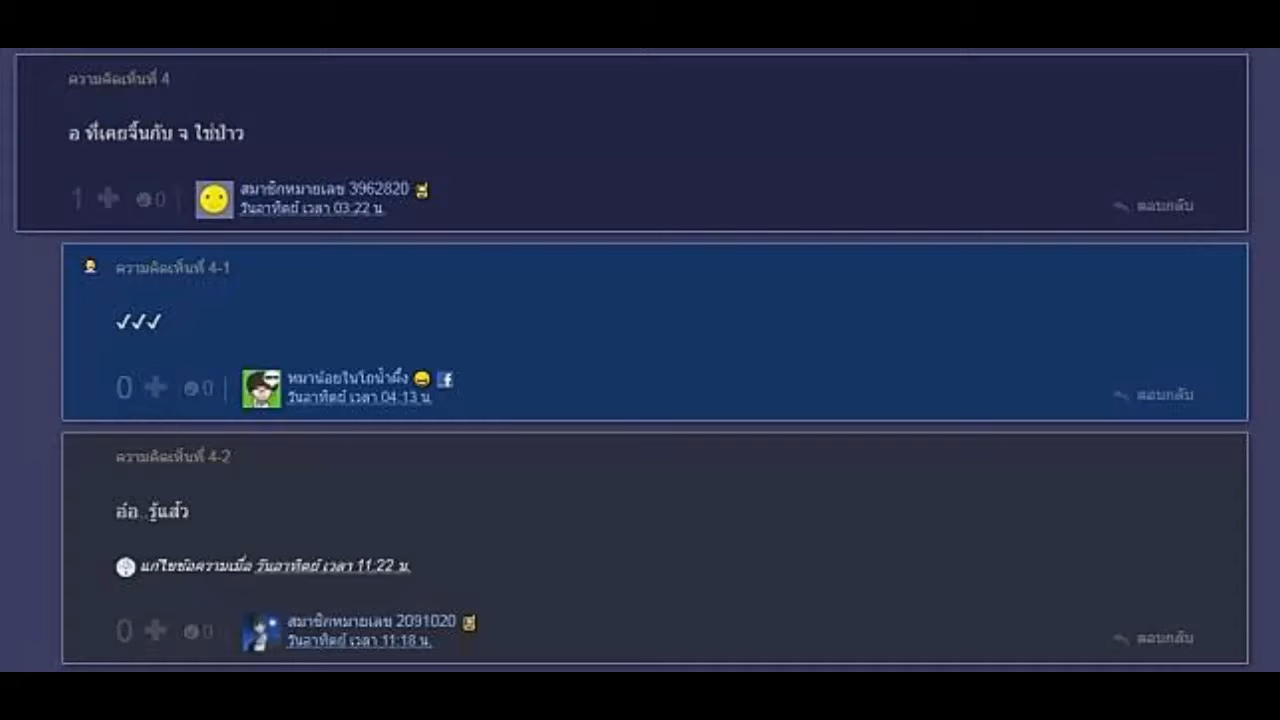 ความคิดเห็นที่ 4
อ ที่เคยจิ้นกับ จ ใช่ป่าว
1 0
สมาชิกหมายเลข 3962820
วันอาทิตย์ เวลา 03:22 น.
ตอบกลับ
ความคิดเห็นที่ 4-1
✓✓✓
0 0
หมาน้อยในโถน้ำผึ้ง
วันอาทิตย์ เวลา 04:13 น.
ตอบกลับ
ความคิดเห็นที่ 4-2
อ๋อ..รู้แล้ว
แก้ไขข้อความเมื่อ วันอาทิตย์ เวลา 11:22 น.
0 0
สมาชิกหมายเลข 2091020
วันอาทิตย์ เวลา 11:18 น.
ตอบกลับ